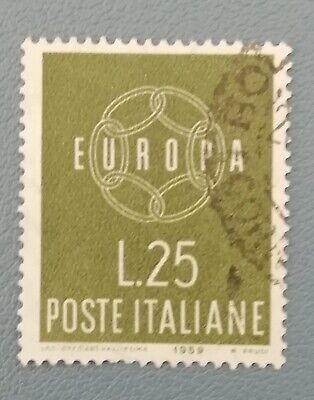 EUROPA
L.25
POSTE ITALIANE
1959